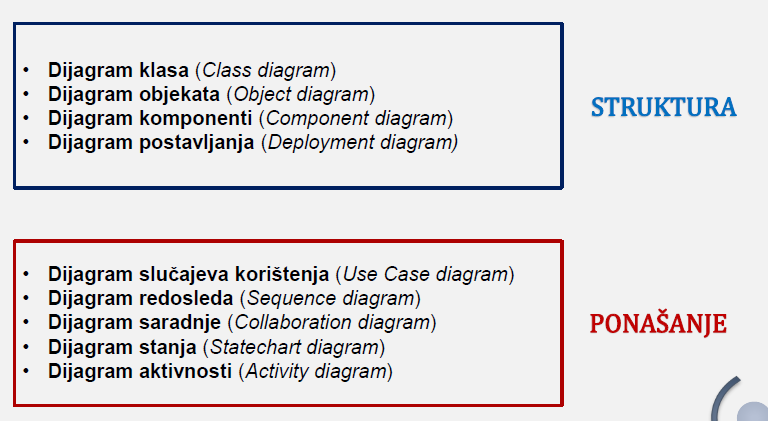 • Dijagram klasa (Class diagram)
• Dijagram objekata (Object diagram)
• Dijagram komponenti (Component diagram)
• Dijagram postavljanja (Deployment diagram)
STRUKTURA
• Dijagram slučajeva korištenja (Use Case diagram)
• Dijagram redosleda (Sequence diagram)
• Dijagram saradnje (Collaboration diagram)
• Dijagram stanja (Statechart diagram)
• Dijagram aktivnosti (Activity diagram)
PONAŠANJE